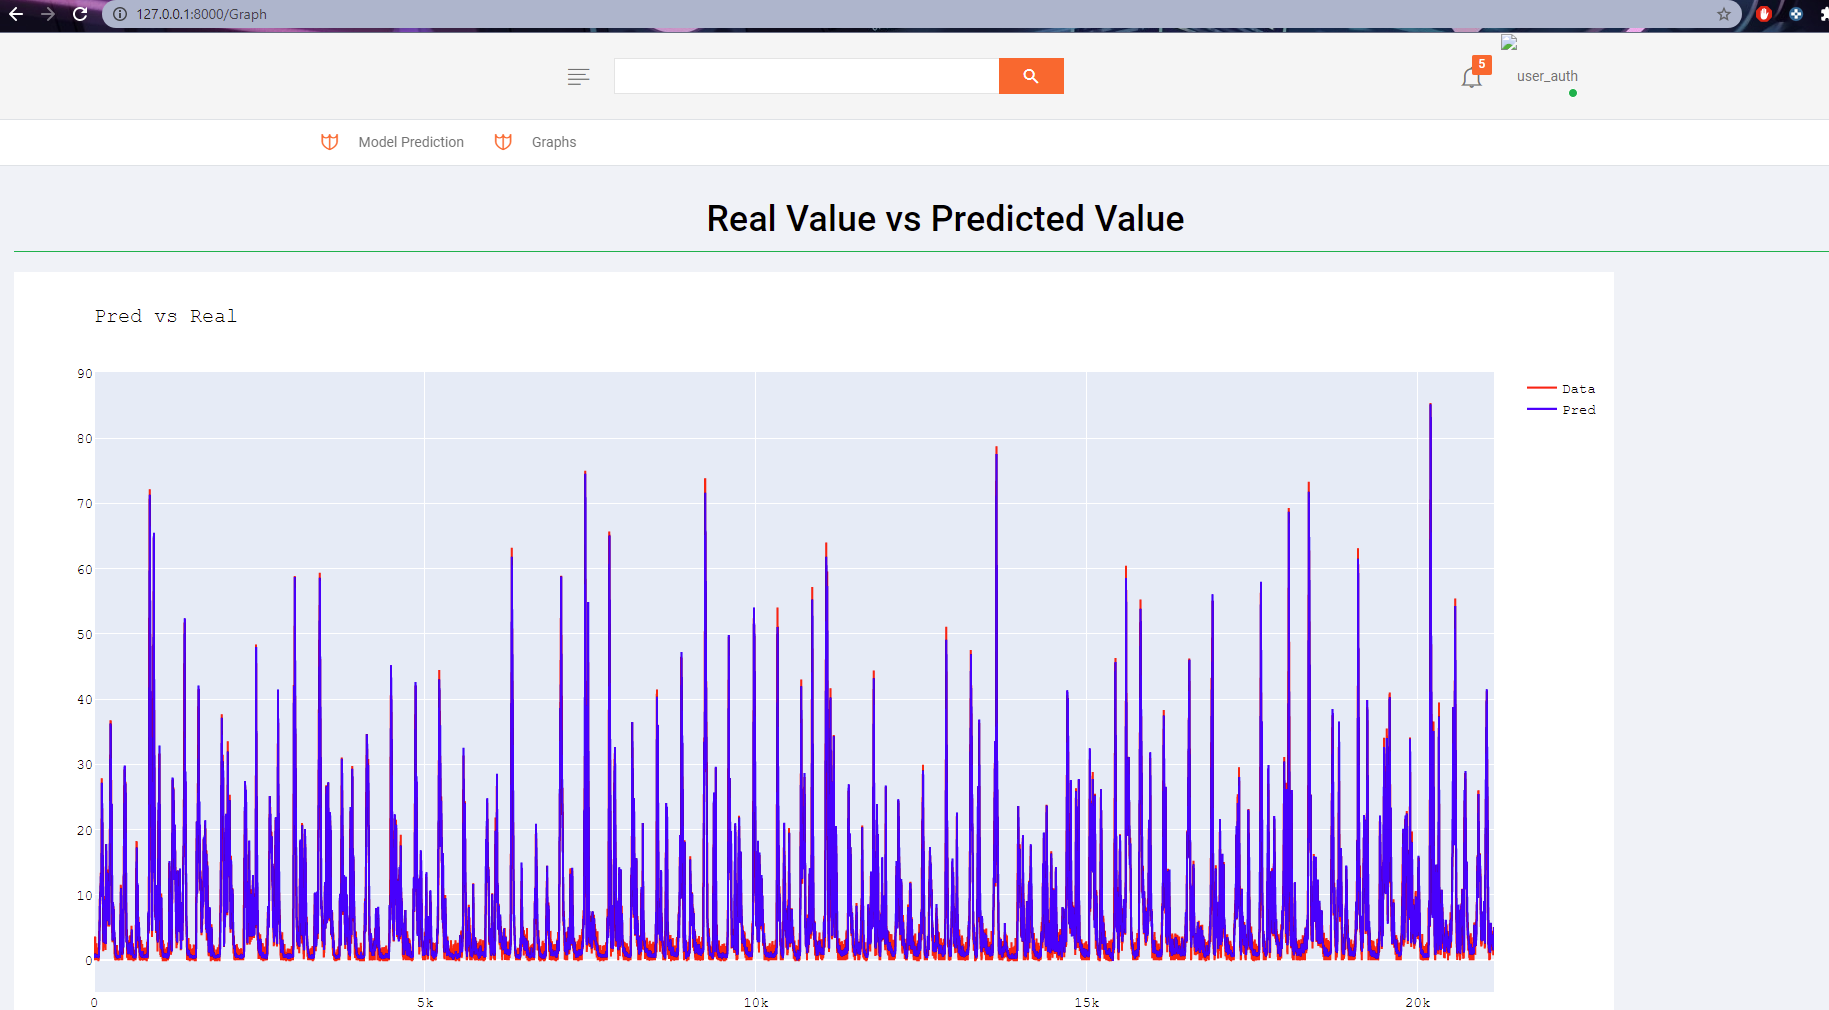 127.0.0.1:8000/Graph
5
user_auth
Model Prediction
Graphs
Real Value vs Predicted Value
Pred vs Real
90
80
70
60
50
40
30
20
10
0
0
5k
10k
15k
20k
Data
Pred